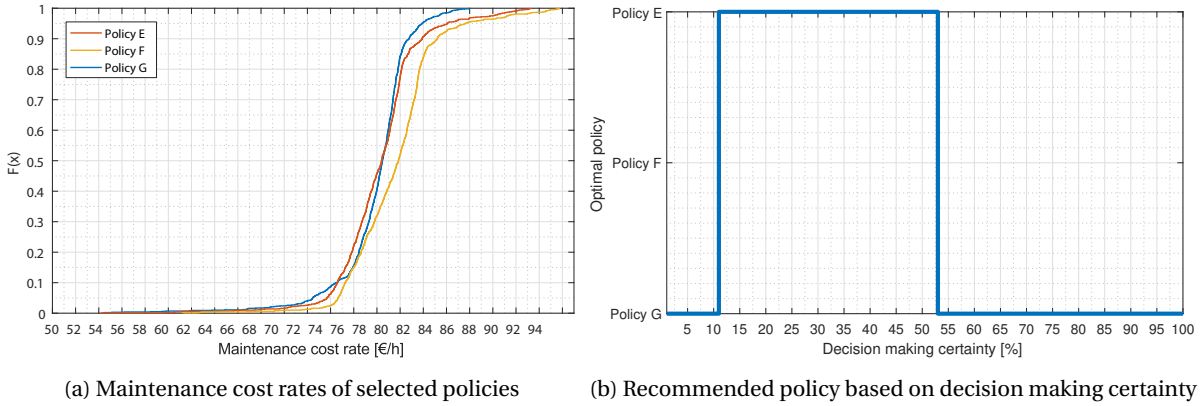 1
0.9
0.8
0.7
0.6
0.5
0.4
0.3
0.2
0.1
0
F(x)
Policy E
Policy F
Policy G
50 52 54 56 58 60 62 64 66 68 70 72 74 76 78 80 82 84 86 88 90 92 94
Maintenance cost rate [€/h]
(a) Maintenance cost rates of selected policies
Policy E
Policy F
Policy G
Optimal policy
5 10 15 20 25 30 35 40 45 50 55 60 65 70 75 80 85 90 95 100
Decision making certainty [%]
(b) Recommended policy based on decision making certainty